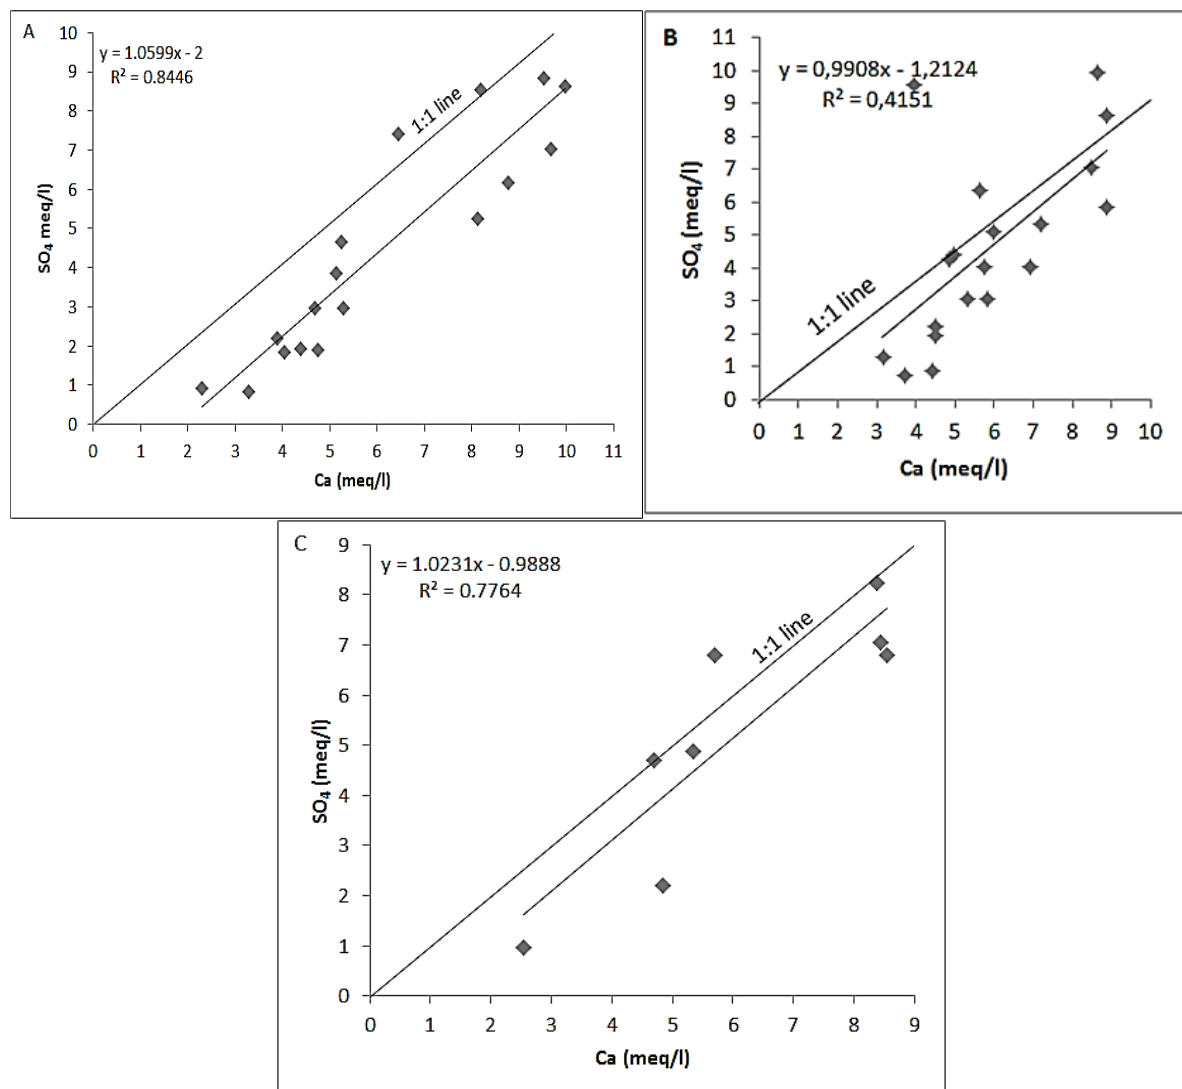 A
y = 1.0599x - 2
R² = 0.8446
1:1 line
SO₄ meq/l)
10
9
8
7
6
5
4
3
2
1
0
0 1 2 3 4 5 6 7 8 9 10 11
Ca (meq/l)
B
y = 0,9908x - 1,2124
R² = 0,4151
1:1 line
SO₄ (meq/l)
11
10
9
8
7
6
5
4
3
2
1
0
0 1 2 3 4 5 6 7 8 9 10
Ca (meq/l)
C
y = 1.0231x - 0.9888
R² = 0.7764
1:1 line
SO₄ (meq/l)
9
8
7
6
5
4
3
2
1
0
0 1 2 3 4 5 6 7 8 9
Ca (meq/l)